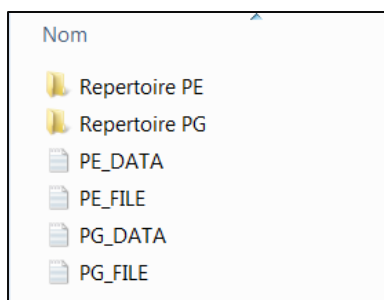 Nom
Repertoire PE
Repertoire PG
PE_DATA
PE_FILE
PG_DATA
PG_FILE